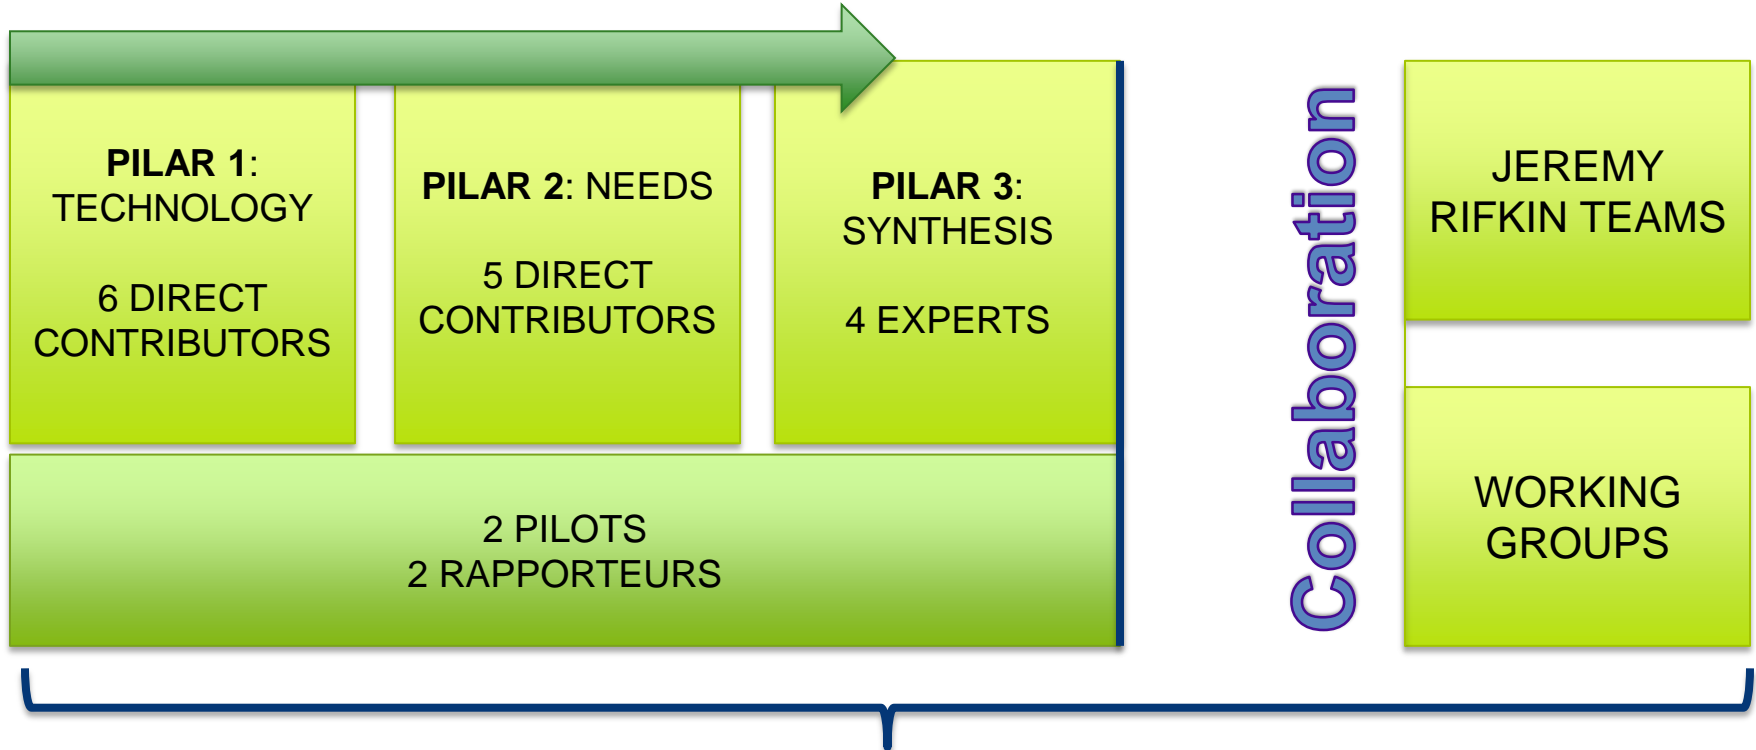 PILAR 1:
TECHNOLOGY
6 DIRECT
CONTRIBUTORS
PILAR 2: NEEDS
5 DIRECT
CONTRIBUTORS
PILAR 3:
SYNTHESIS
4 EXPERTS
2 PILOTS
2 RAPPORTEURS
Collaboration
JEREMY
RIFKIN TEAMS
WORKING
GROUPS